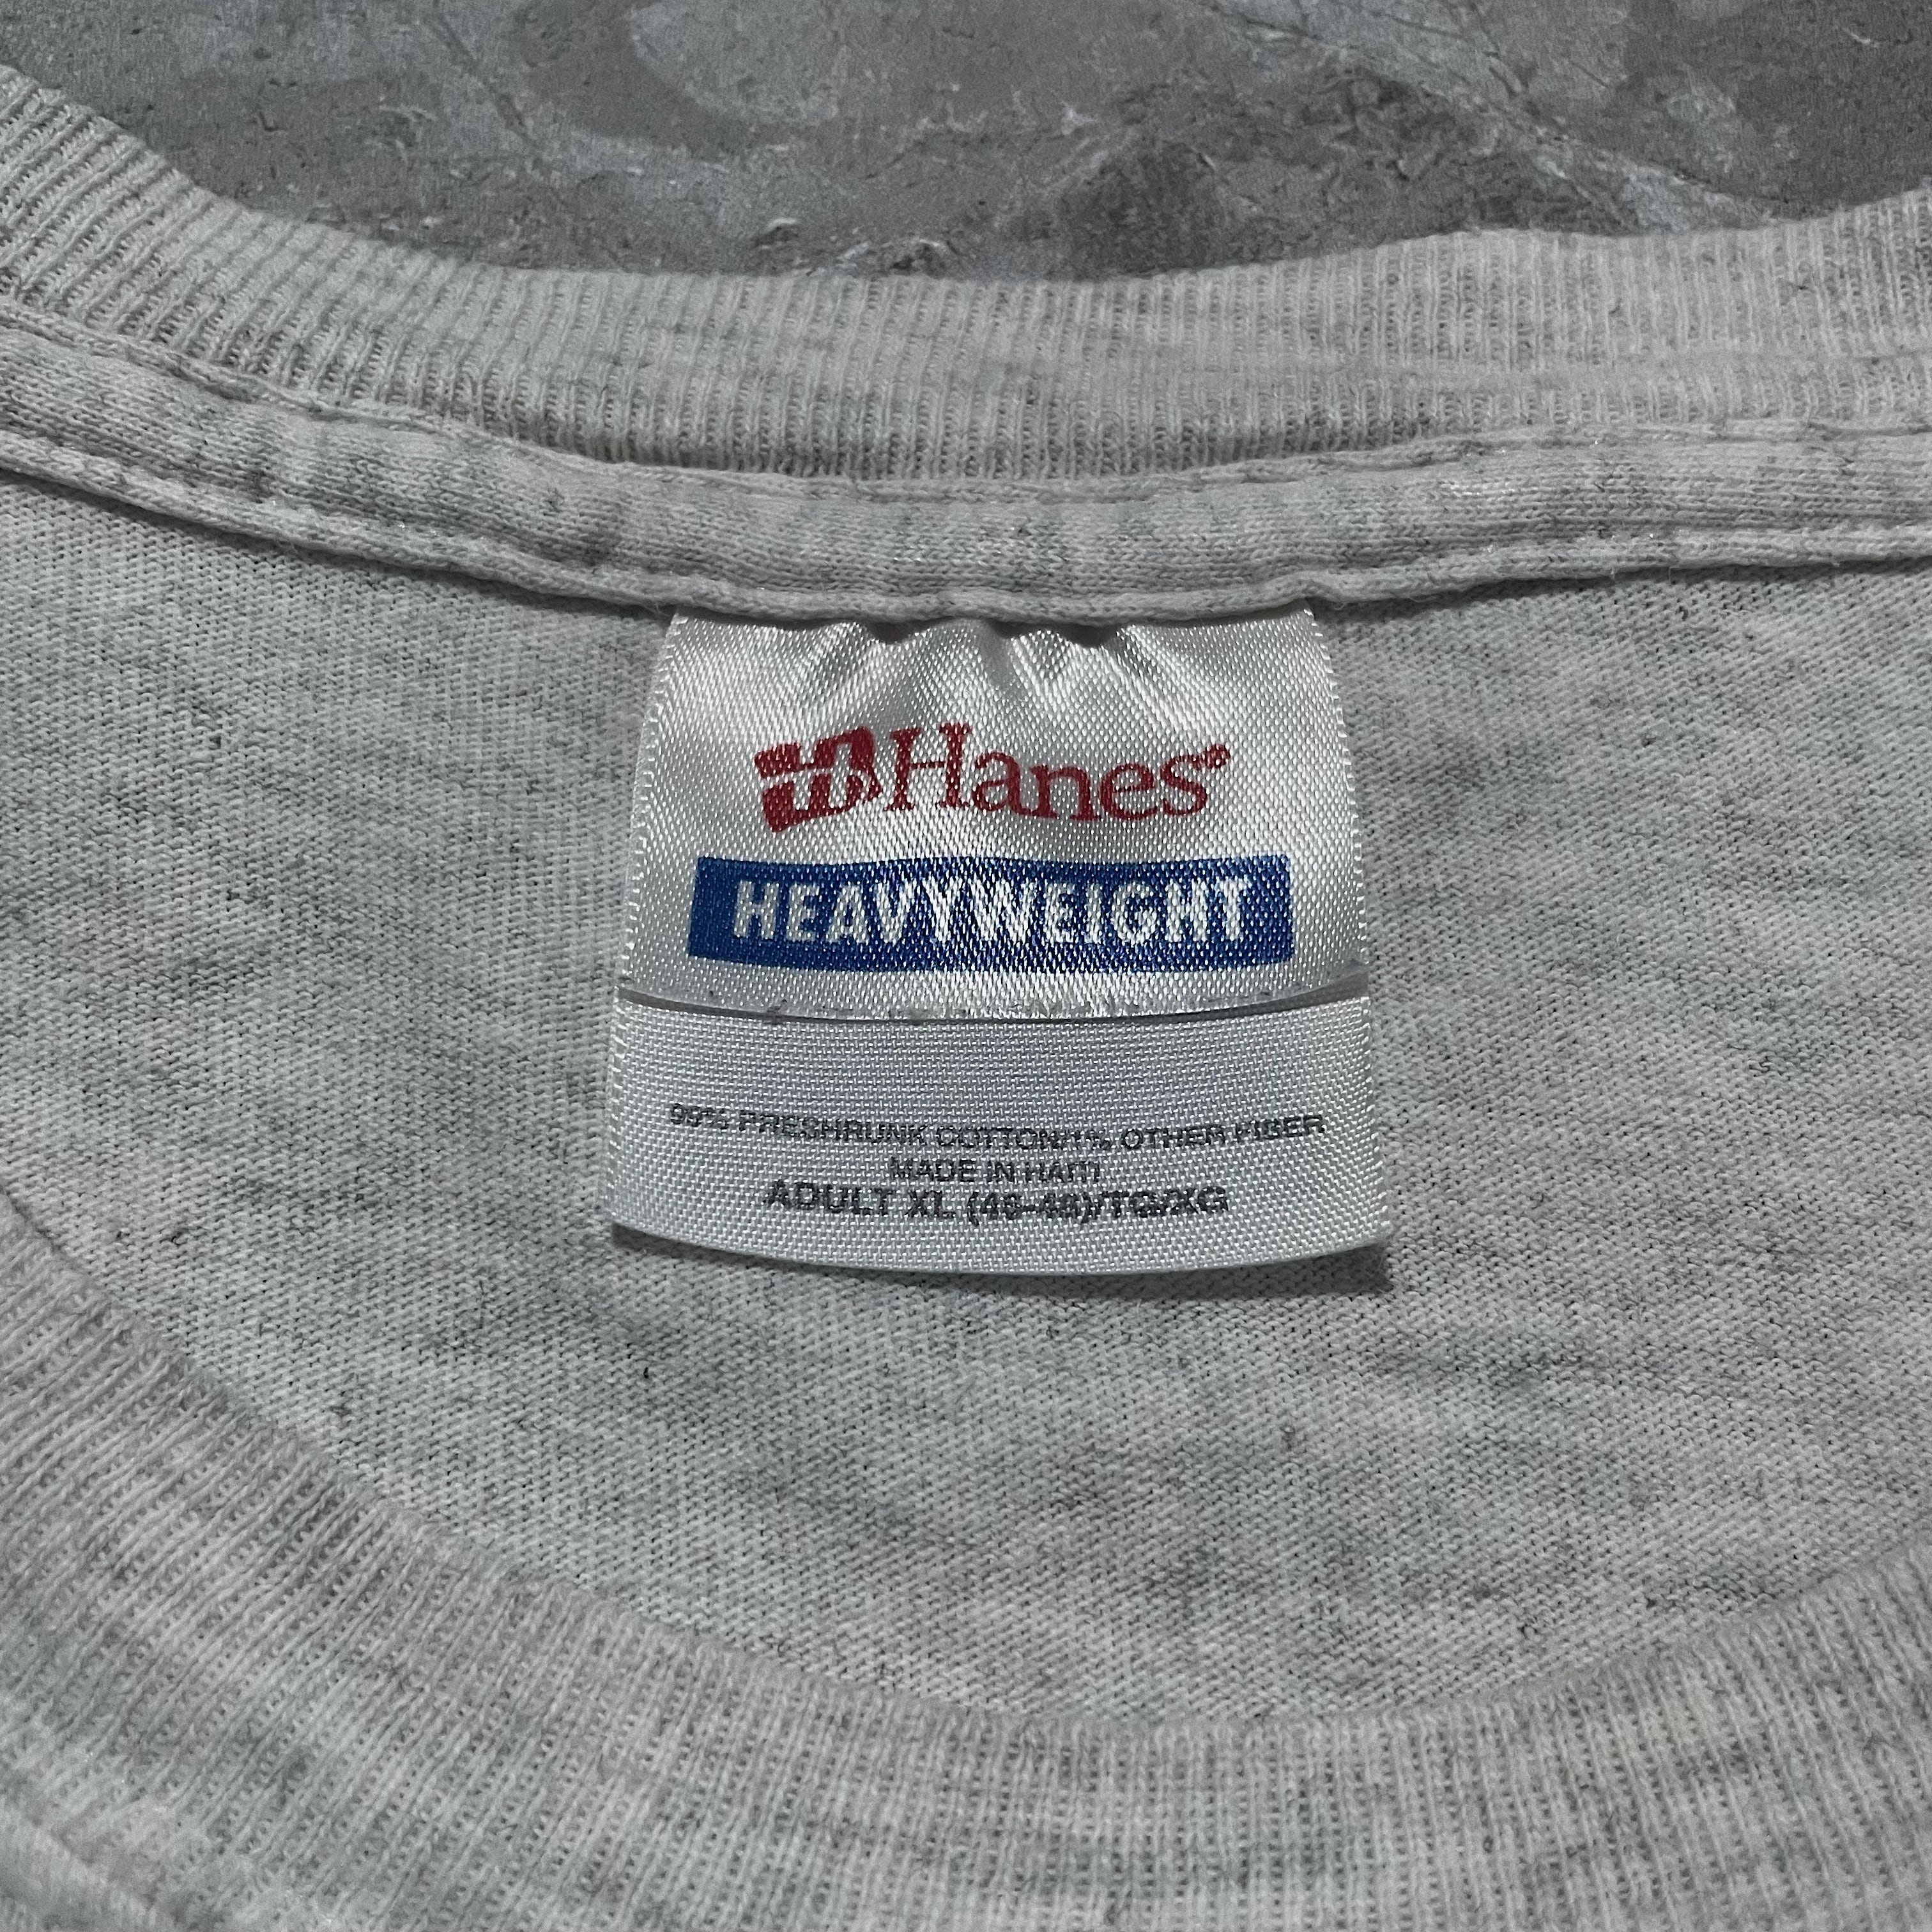 Hanes®
HEAVYWEIGHT
99% PRESHRUNK COTTON/1% OTHER FIBER
MADE IN HAITI
ADULT XL (46-48)/TG/XG